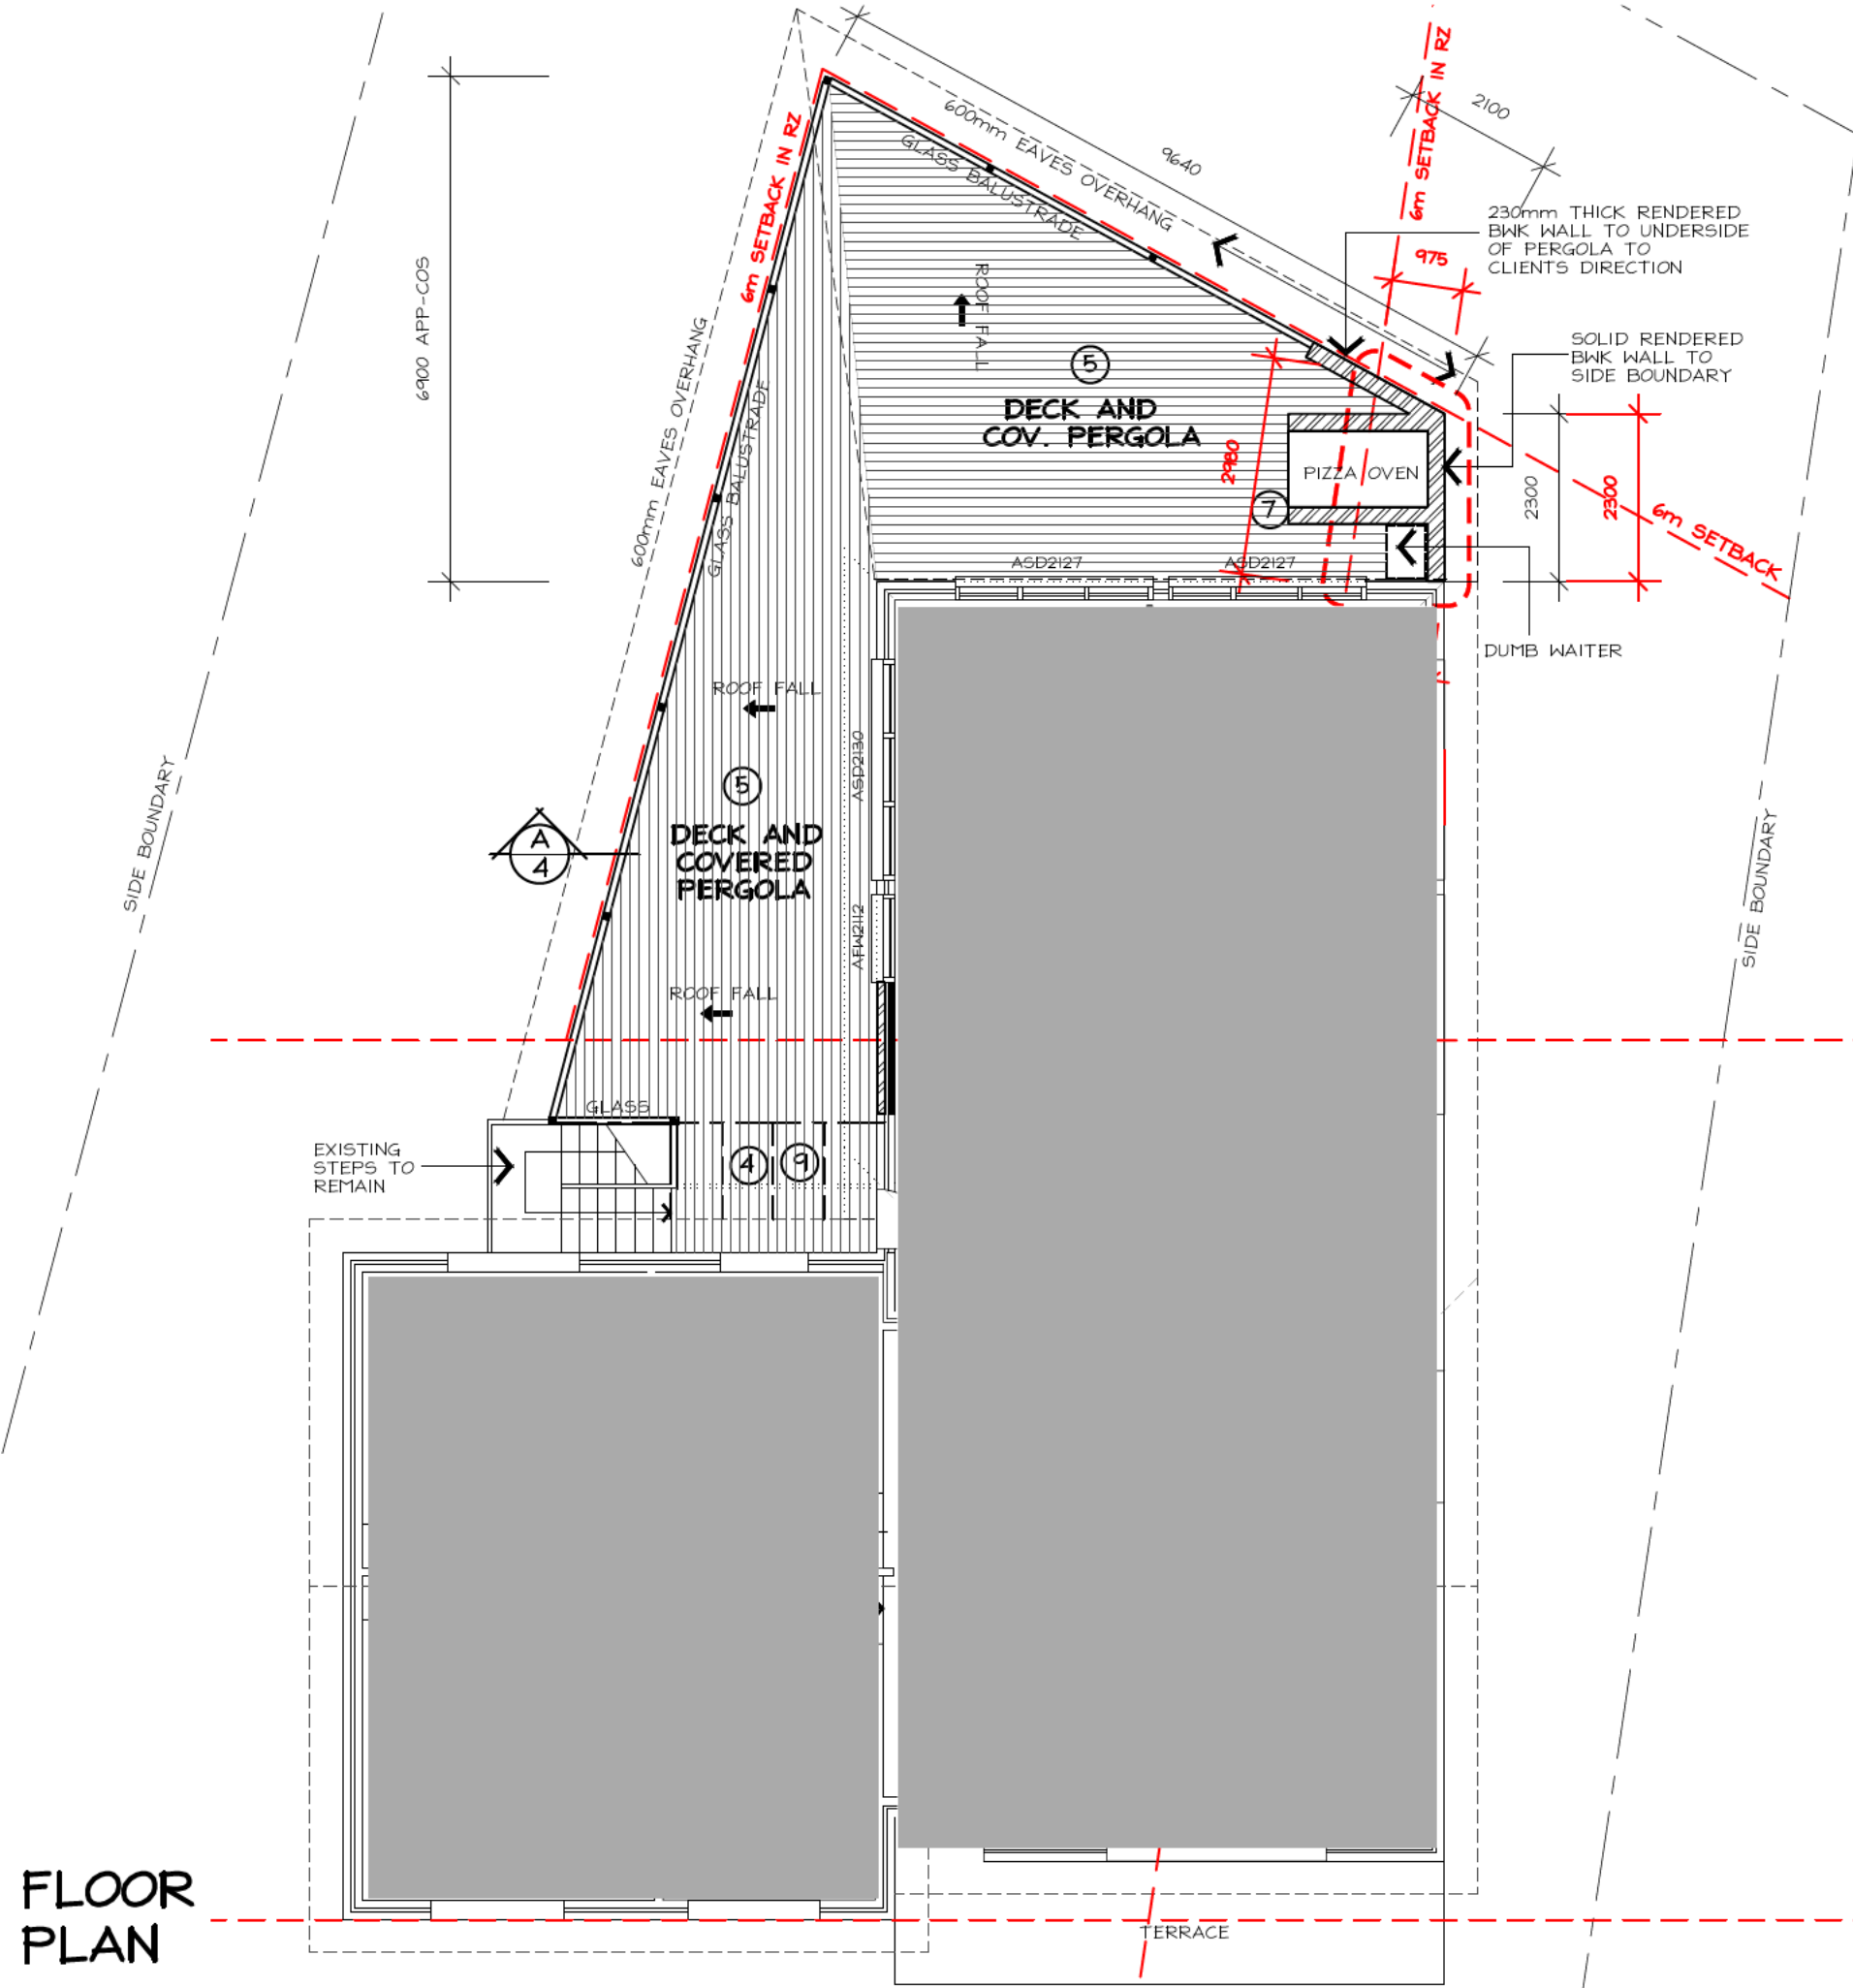 6m SETBACK IN RZ
2100
600mm EAVES OVERHANG
9640
6m SETBACK IN RZ
GLASS BALUSTRADE
230mm THICK RENDERED
BWK WALL TO UNDERSIDE
OF PERGOLA TO
CLIENTS DIRECTION
975
6900 APP-COS
ROOF FALL
600mm EAVES OVERHANG
GLASS BALUSTRADE
5
DECK AND
COV. PERGOLA
SOLID RENDERED
BWK WALL TO
SIDE BOUNDARY
2980
PIZZA OVEN
7
2300
2300
6m SETBACK
ASD2127
ASD2127
DUMB WAITER
ROOF FALL
ASD2130
5
DECK AND
COVERED
PERGOLA
A
4
SIDE BOUNDARY
SIDE BOUNDARY
AFW2112
ROOF FALL
GLASS
EXISTING
STEPS TO
REMAIN
4
9
FLOOR
PLAN
TERRACE